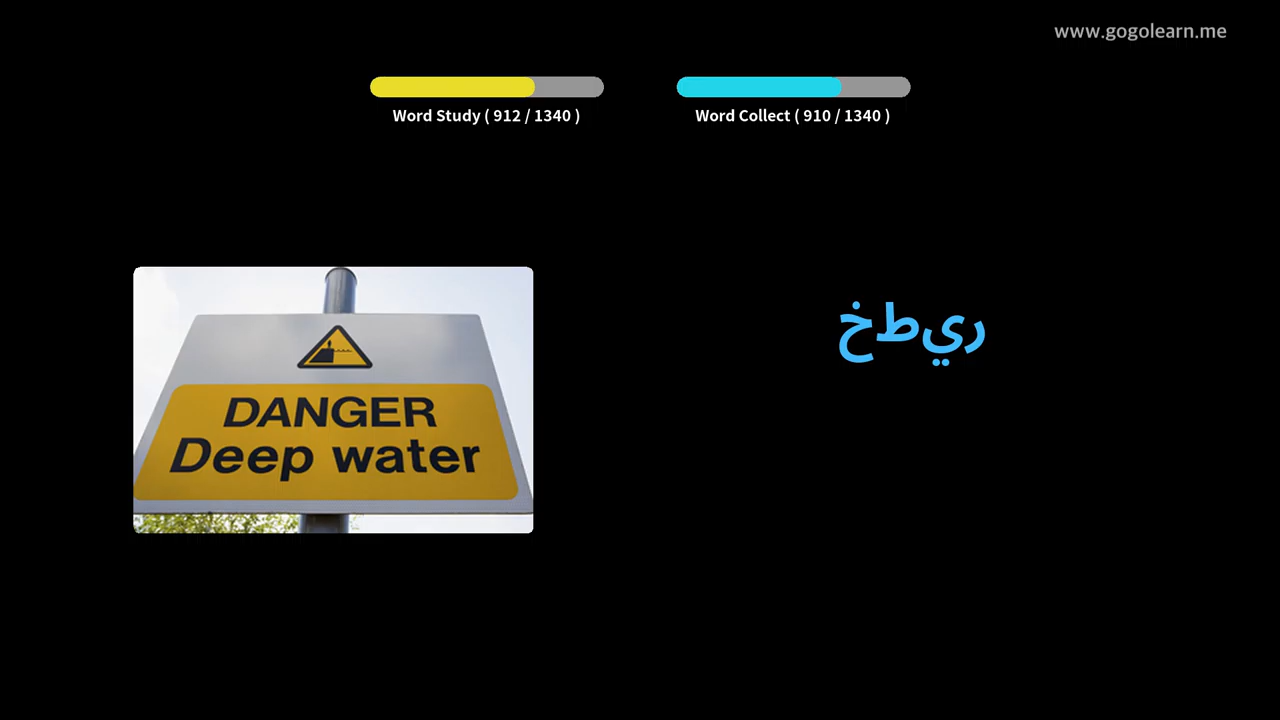 www.gogolearn.me
Word Study ( 912 / 1340 )
Word Collect ( 910 / 1340 )
ريطخ
DANGER
Deep water